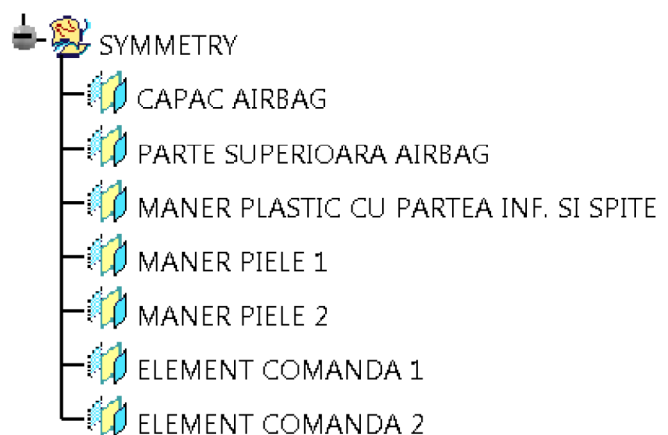 SYMMETRY
CAPAC AIRBAG
PARTE SUPERIOARA AIRBAG
MANER PLASTIC CU PARTEA INF. SI SPITE
MANER PIELE 1
MANER PIELE 2
ELEMENT COMANDA 1
ELEMENT COMANDA 2